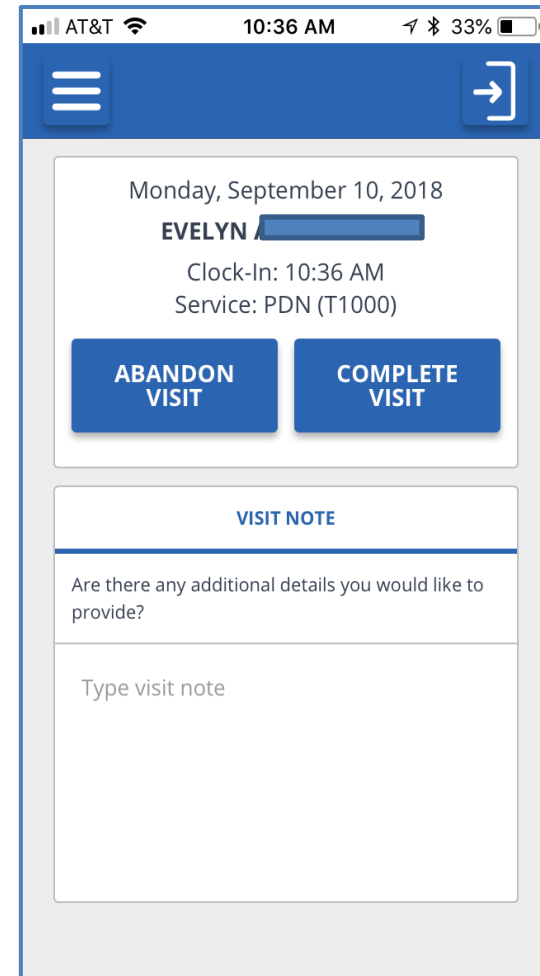 AT&T 10:36 AM 33%
Monday, September 10, 2018
EVELYN
Clock-In: 10:36 AM
Service: PDN (T1000)
ABANDON COMPLETE
VISIT VISIT
VISIT NOTE
Are there any additional details you would like to
provide?
Type visit note